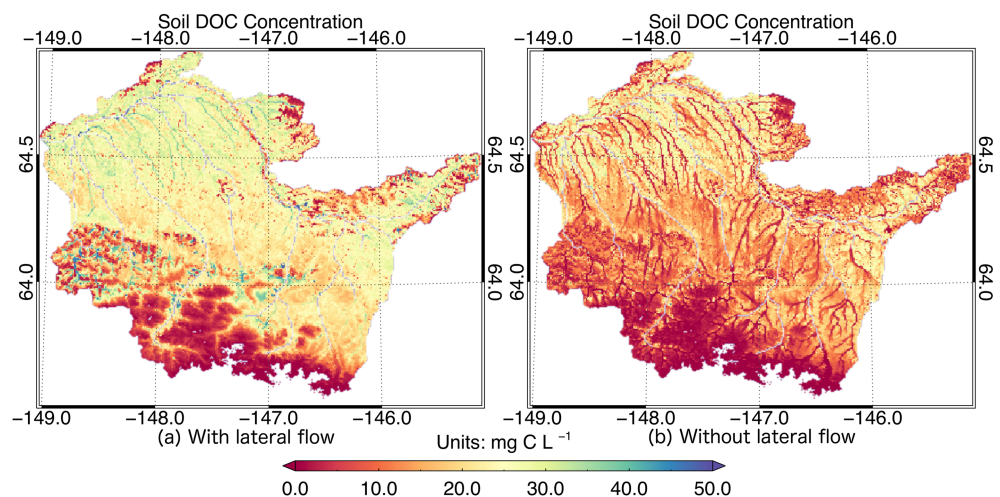 Soil DOC Concentration
−149.0 −148.0 −147.0 −146.0
64.5 64.5
64.0 64.0
−149.0 −148.0 −147.0 −146.0
(a) With lateral flow
Soil DOC Concentration
−149.0 −148.0 −147.0 −146.0
64.5 64.5
64.0 64.0
−149.0 −148.0 −147.0 −146.0
(b) Without lateral flow
Units: mg C L⁻¹
0.0 10.0 20.0 30.0 40.0 50.0